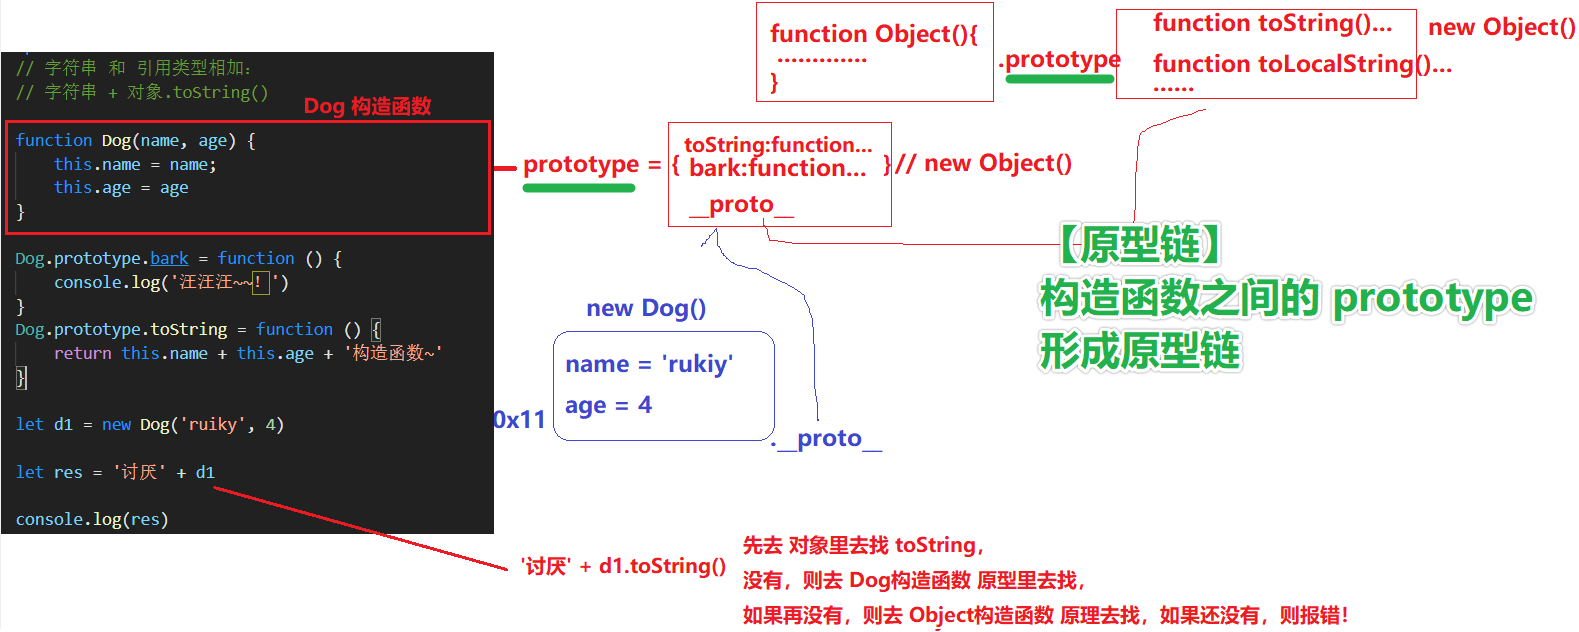 // 字符串 和 引用类型相加:
// 字符串 + 对象.toString()
Dog 构造函数
function Dog(name, age) {
this.name = name;
this.age = age
}
Dog.prototype.bark = function () {
console.log('汪汪汪~~!')
}
Dog.prototype.toString = function () {
return this.name + this.age + '构造函数~'
}
let d1 = new Dog('ruiky', 4)
let res = '讨厌' + d1
console.log(res)
function Object(){
.............
}
.prototype
function toString()...
function toLocalString()...
......
new Object()
prototype = {
toString:function...
bark:function...
__proto__
}// new Object()
【原型链】
构造函数之间的 prototype
形成原型链
new Dog()
name = 'rukiy'
age = 4
0x11
.__proto__
'讨厌' + d1.toString()
先去 对象里去找 toString,
没有，则去 Dog构造函数 原型里去找，
如果再没有，则去 Object构造函数 原理去找，如果还没有，则报错！